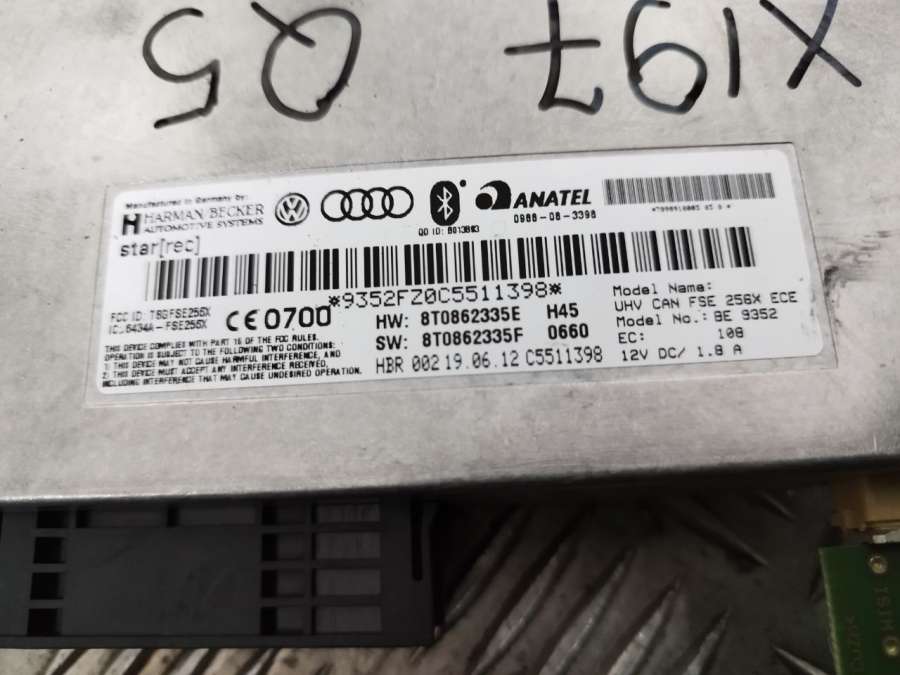 X197 Q5
Manufactured in Germany by:
HARMAN/BECKER
AUTOMOTIVE SYSTEMS
star[rec]
QD ID: B013863
ANATEL
0988-08-3398
*9352FZ0C5511398*
FCC ID: T8GFSE256X
IC: 6434A-FSE256X
CE 0700
HW: 8T0862335E H45
SW: 8T0862335F 0660
HBR 002 19.06.12 C5511398
Model Name:
UHV CAN FSE 256X ECE
Model No.: BE 9352
EC: 108
12V DC/ 1.8 A
THIS DEVICE COMPLIES WITH PART 15 OF THE FCC RULES.
OPERATION IS SUBJECT TO THE FOLLOWING TWO CONDITIONS:
1) THIS DEVICE MAY NOT CAUSE HARMFUL INTERFERENCE, AND
2) THIS DEVICE MUST ACCEPT ANY INTERFERENCE RECEIVED,
INCLUDING INTERFERENCE THAT MAY CAUSE UNDESIRED OPERATION.